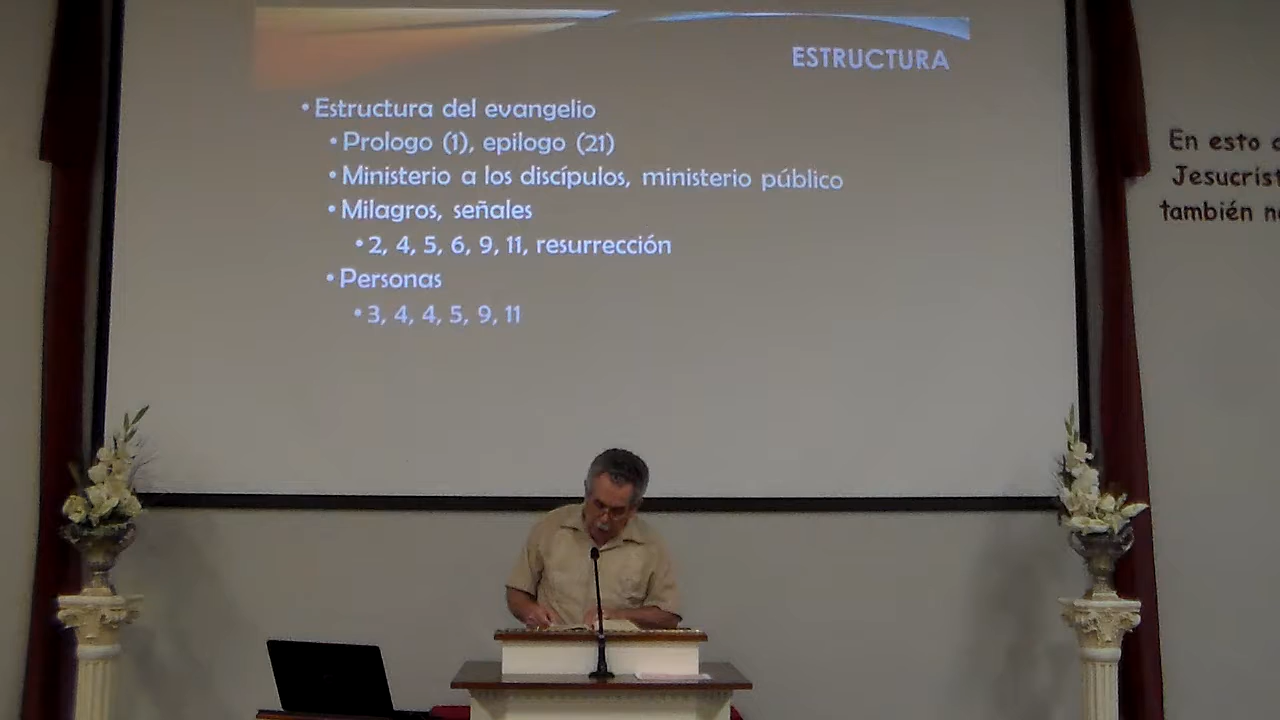 ESTRUCTURA
• Estructura del evangelio
• Prologo (1), epilogo (21)
• Ministerio a los discípulos, ministerio público
• Milagros, señales
• 2, 4, 5, 6, 9, 11, resurrección
• Personas
• 3, 4, 4, 5, 9, 11
En esto
Jesucrist
también